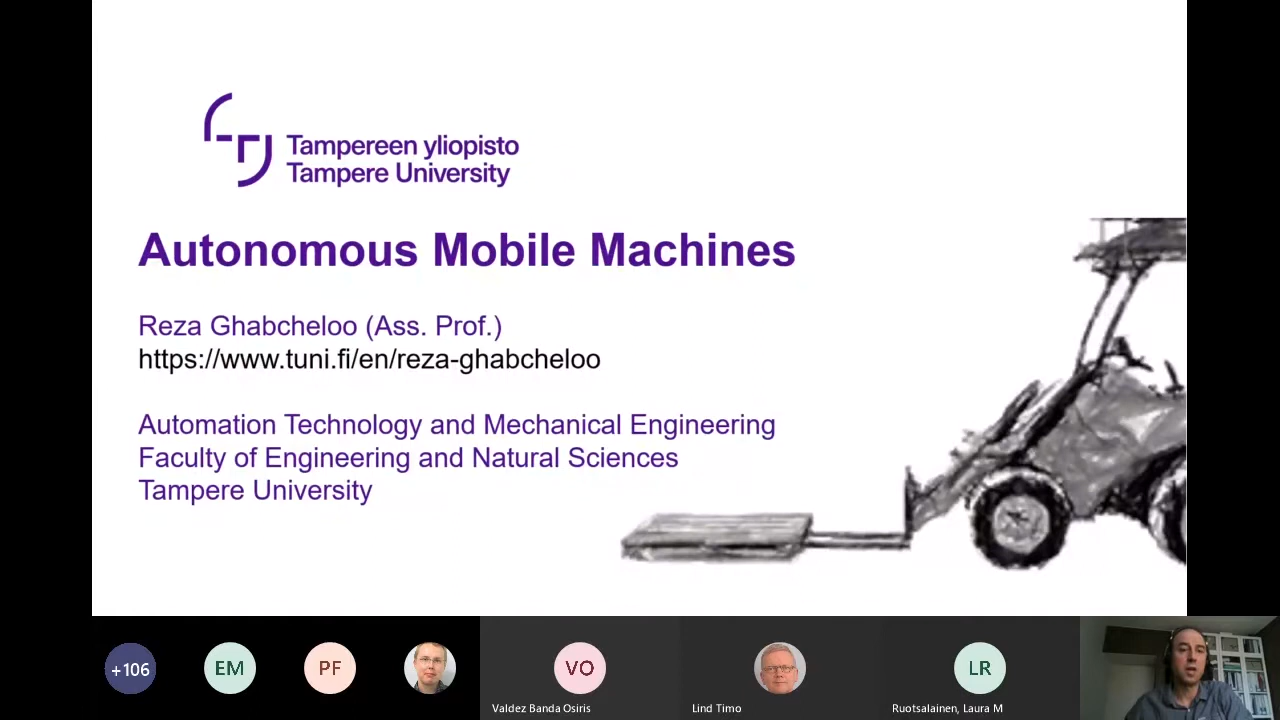 Tampereen yliopisto
Tampere University
Autonomous Mobile Machines
Reza Ghabcheloo (Ass. Prof.)
https://www.tuni.fi/en/reza-ghabcheloo
Automation Technology and Mechanical Engineering
Faculty of Engineering and Natural Sciences
Tampere University
+106
EM
PF
VO
LR
Valdez Banda Osiris
Lind Timo
Ruotsalainen, Laura M